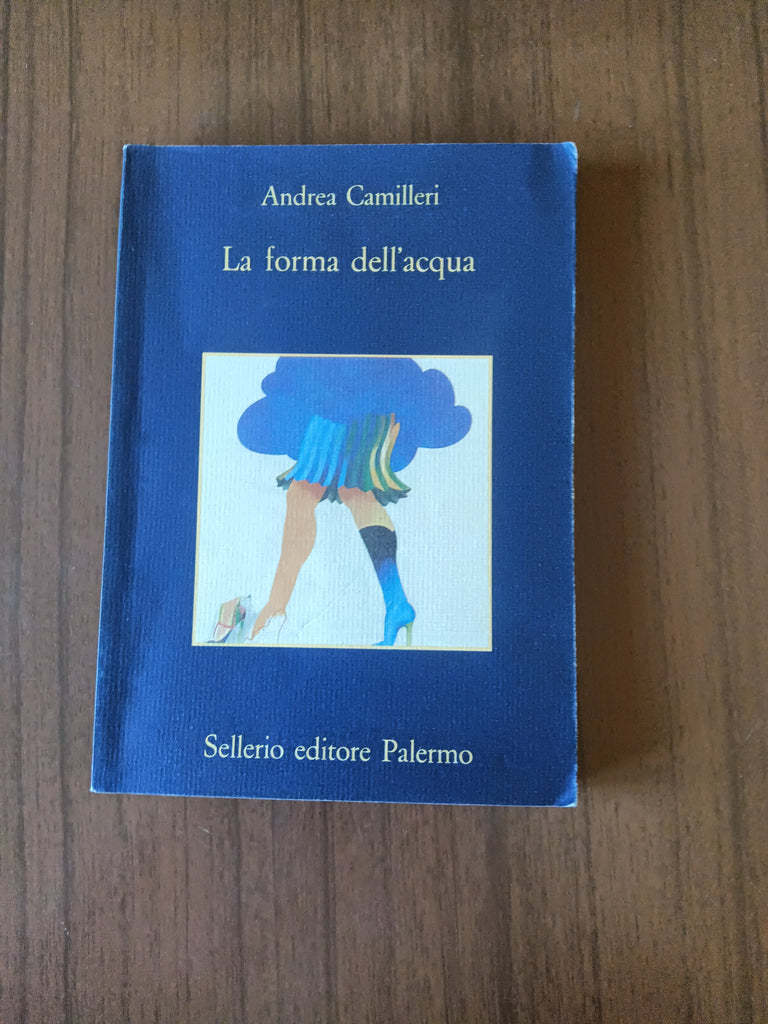 Andrea Camilleri
La forma dell'acqua
Sellerio editore Palermo